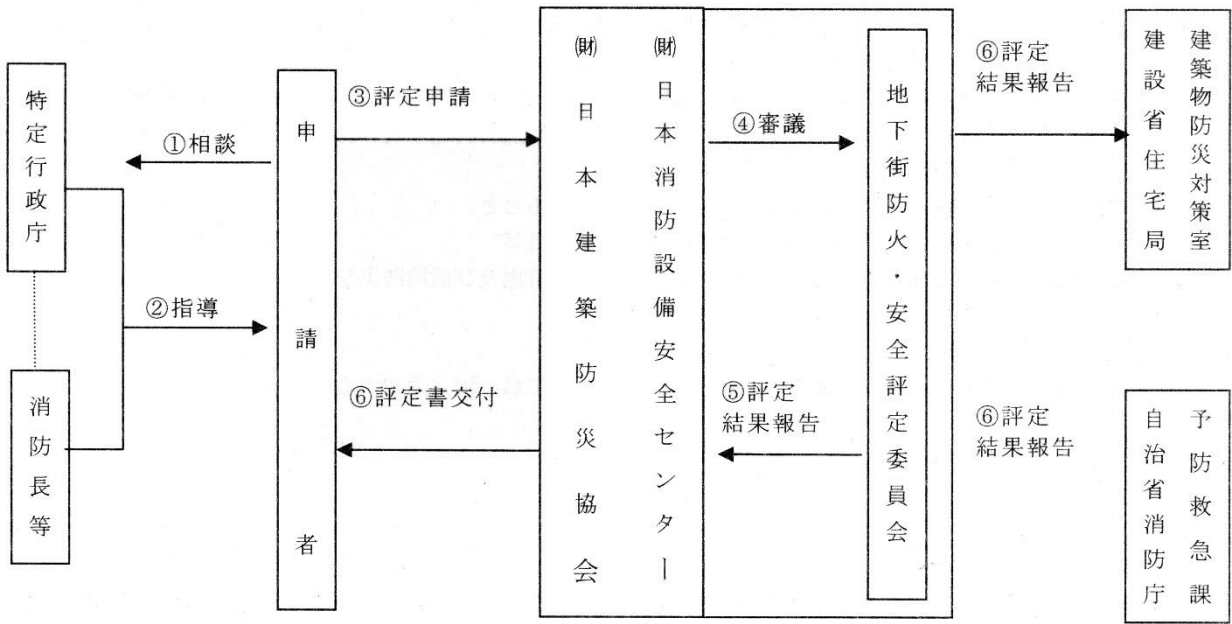 特定行政庁
消防長等
①相談
②指導
申請者
③評定申請
⑥評定書交付
㈶日本消防設備安全センター
㈶日本建築防災協会
④審議
⑤評定
結果報告
地下街防火・安全評定委員会
⑥評定
結果報告
建築物防災対策室
建設省住宅局
⑥評定
結果報告
予防救急課
自治省消防庁